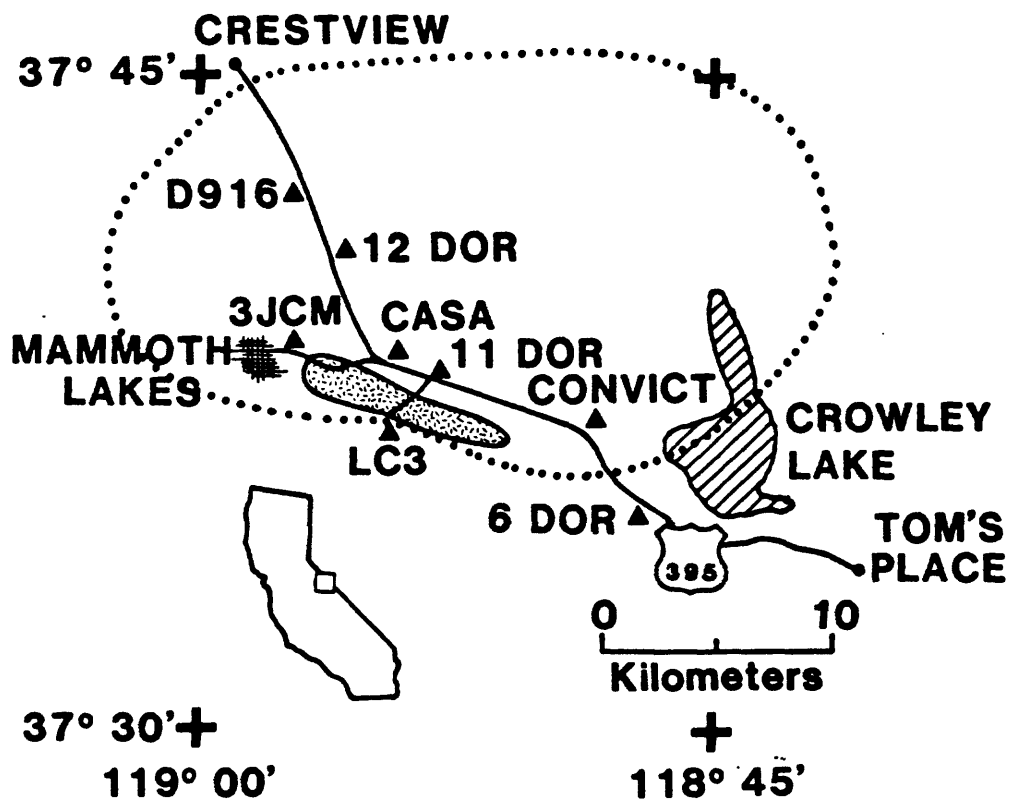 CRESTVIEW
37° 45'
D916
12 DOR
3JCM
CASA
MAMMOTH
LAKES
11 DOR
CONVICT
CROWLEY
LAKE
LC3
6 DOR
TOM'S
PLACE
395
0 10
Kilometers
37° 30'
119° 00'
118° 45'